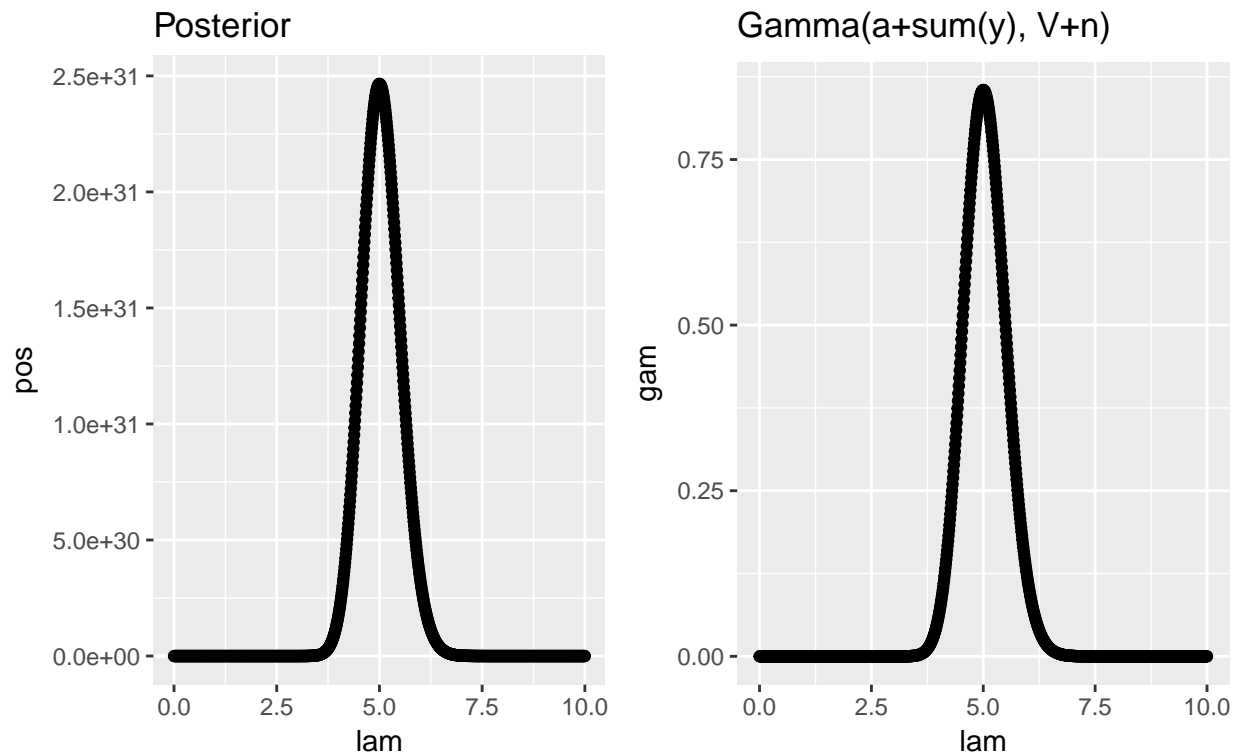 Posterior
2.5e+31
2.0e+31
1.5e+31
1.0e+31
5.0e+30
0.0e+00
pos
0.0 2.5 5.0 7.5 10.0
lam
Gamma(a+sum(y), V+n)
0.75
0.50
0.25
0.00
gam
0.0 2.5 5.0 7.5 10.0
lam